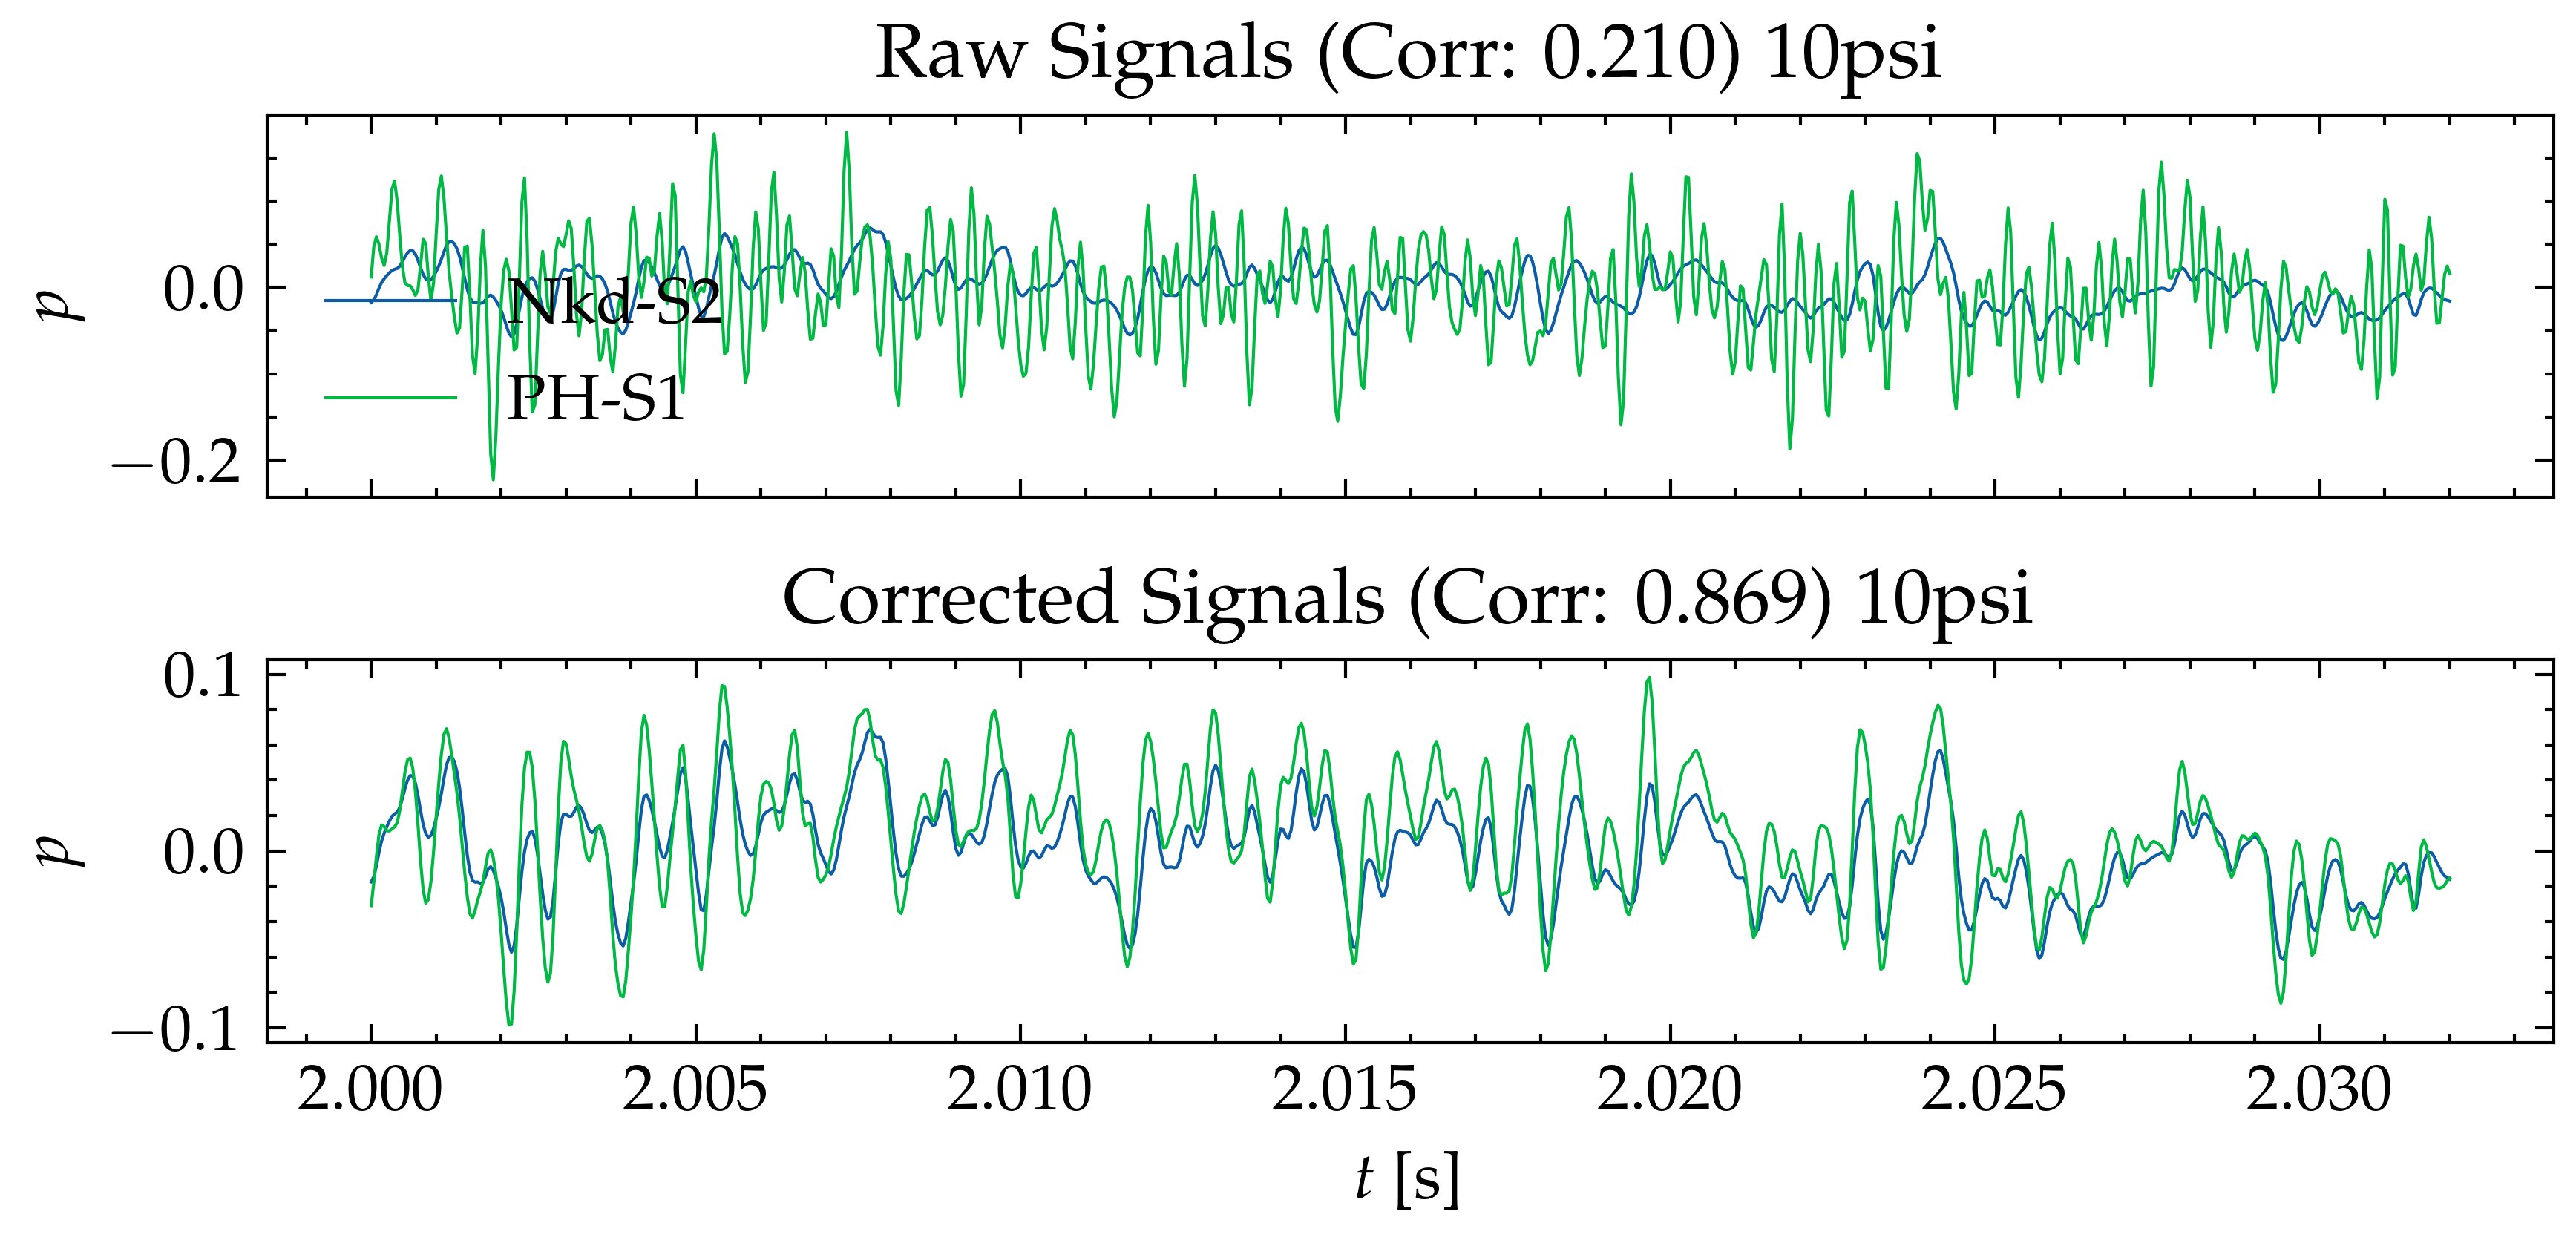 Raw Signals (Corr: 0.210) 10psi
p
0.0
−0.2
Nkd-S2
PH-S1
Corrected Signals (Corr: 0.869) 10psi
p
0.1
0.0
−0.1
2.000 2.005 2.010 2.015 2.020 2.025 2.030
t [s]